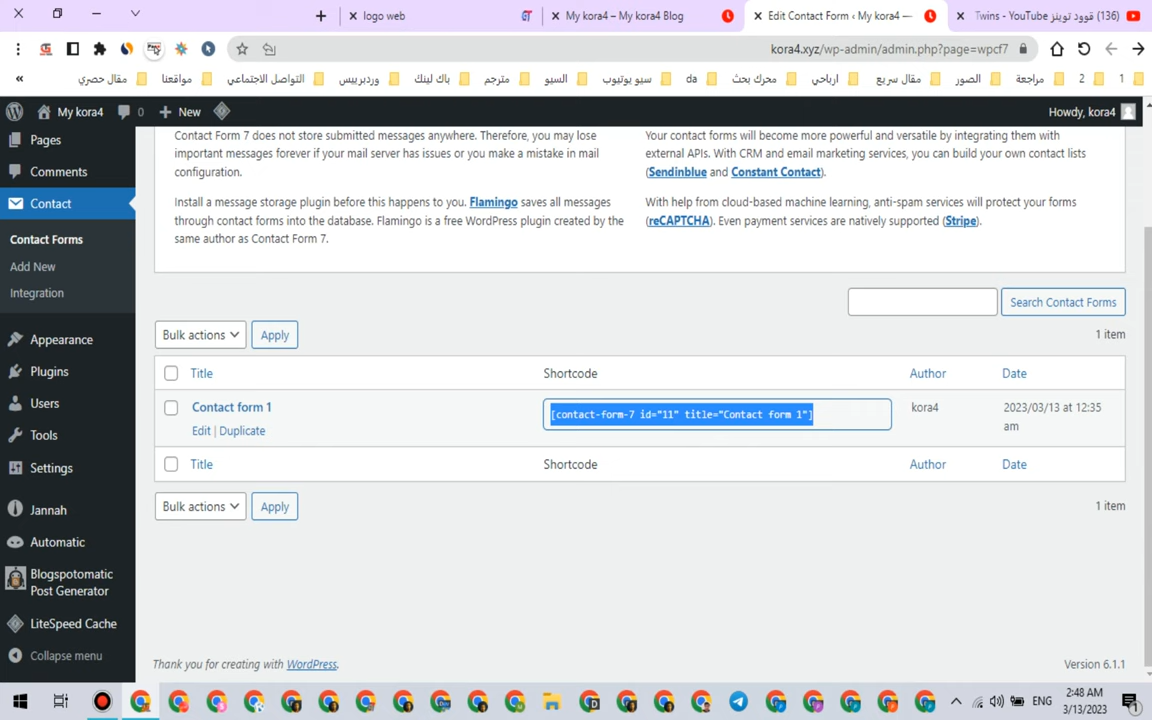 logo web
My kora4 – My kora4 Blog
Edit Contact Form ‹ My kora4 —
(136) قوود توينز Twins - YouTube
kora4.xyz/wp-admin/admin.php?page=wpcf7
«
مقال حصري
مواقعنا
التواصل الاجتماعي
وردبرييس
باك لينك
مترجم
السيو
سيو يوتيوب
da
محرك بحث
ارباحي
مقال سريع
الصور
مراجعة
2
1
My kora4
0
New
Howdy, kora4
Pages
Comments
Contact
Contact Forms
Add New
Integration
Appearance
Plugins
Users
Tools
Settings
Jannah
Automatic
Blogspotomatic
Post Generator
LiteSpeed Cache
Collapse menu
Contact Form 7 does not store submitted messages anywhere. Therefore, you may lose
important messages forever if your mail server has issues or you make a mistake in mail
configuration.
Install a message storage plugin before this happens to you. Flamingo saves all messages
through contact forms into the database. Flamingo is a free WordPress plugin created by the
same author as Contact Form 7.
Your contact forms will become more powerful and versatile by integrating them with
external APIs. With CRM and email marketing services, you can build your own contact lists
(Sendinblue and Constant Contact).
With help from cloud-based machine learning, anti-spam services will protect your forms
(reCAPTCHA). Even payment services are natively supported (Stripe).
Search Contact Forms
Bulk actions
Apply
1 item
Title
Shortcode
Author
Date
Contact form 1
[contact-form-7 id="11" title="Contact form 1"]
kora4
2023/03/13 at 12:35
am
Edit | Duplicate
Title
Shortcode
Author
Date
Bulk actions
Apply
1 item
Thank you for creating with WordPress.
Version 6.1.1
ENG
2:48 AM
3/13/2023
1